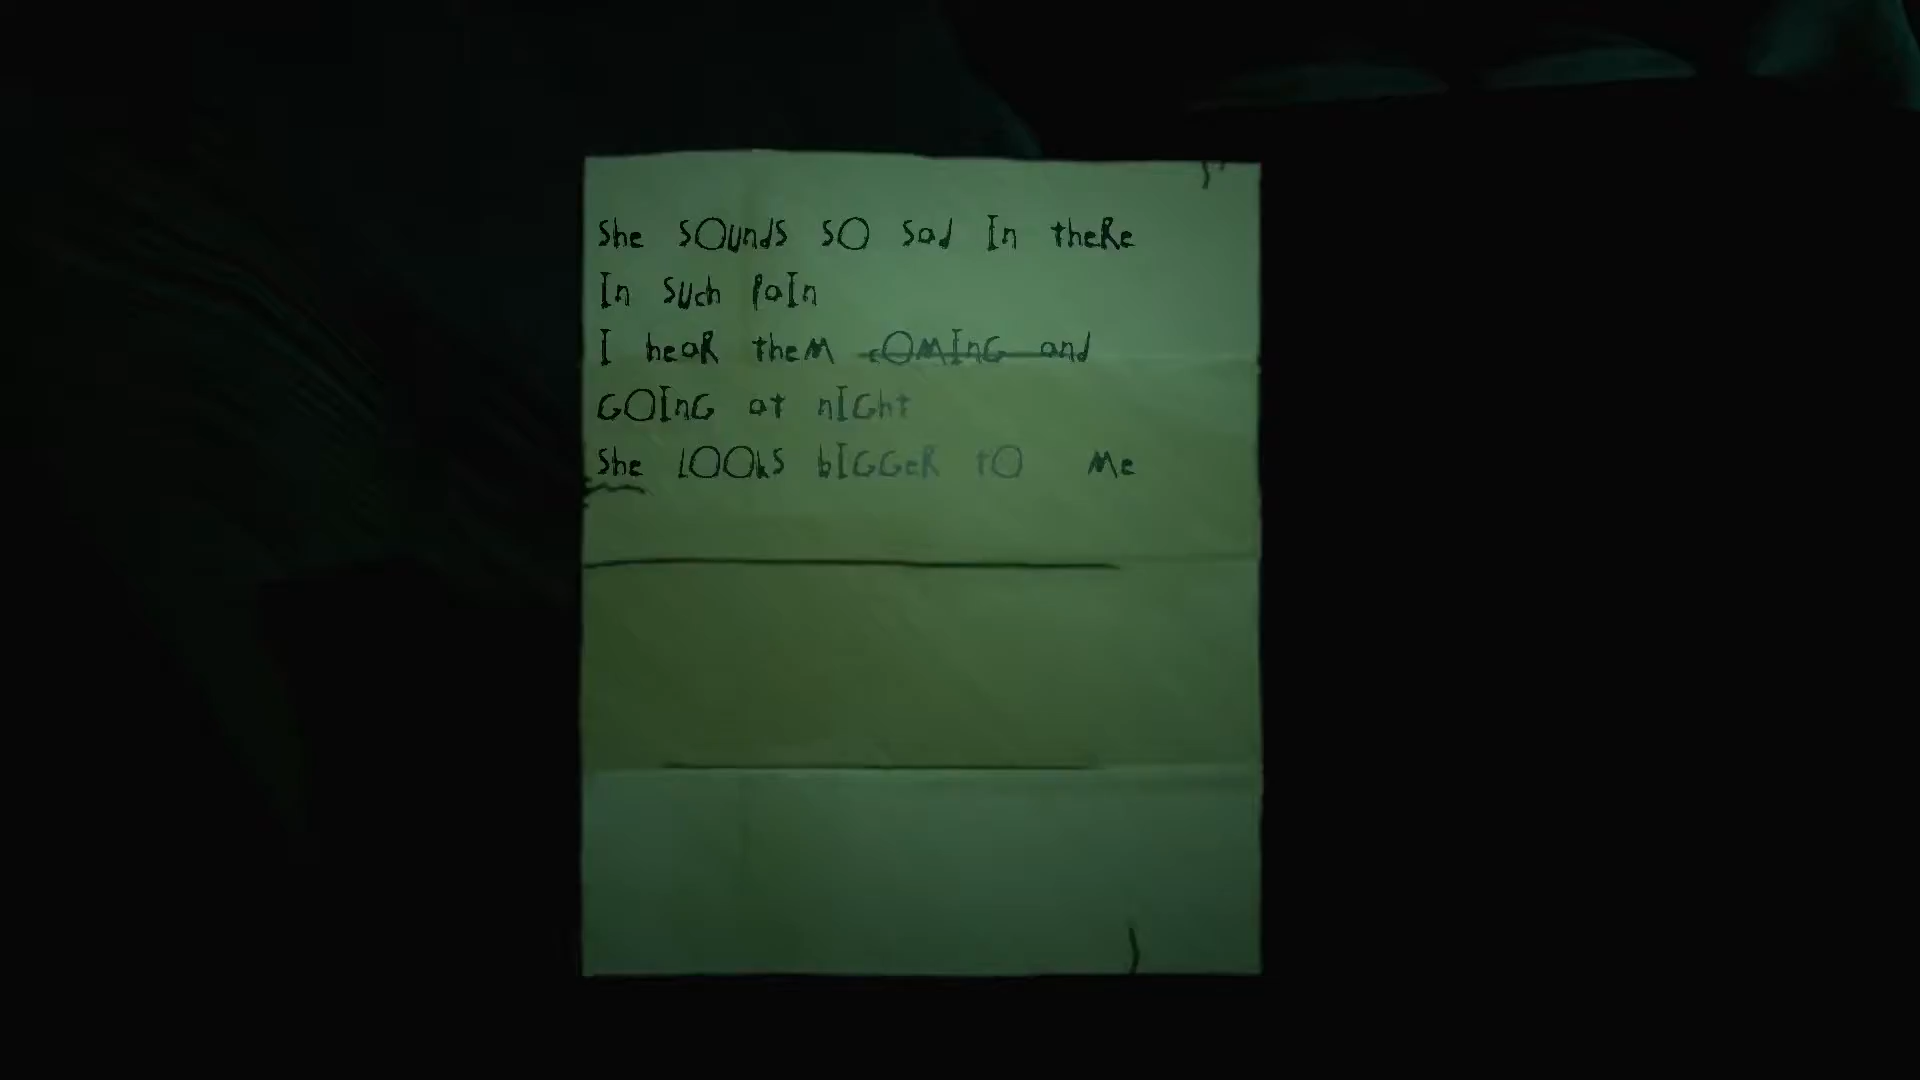 She sOundS SO Sad In theRe
In Such PaIn
I heaR theM cOMInG and
GOInG at nIGht
She LOOkS bIGGeR tO Me